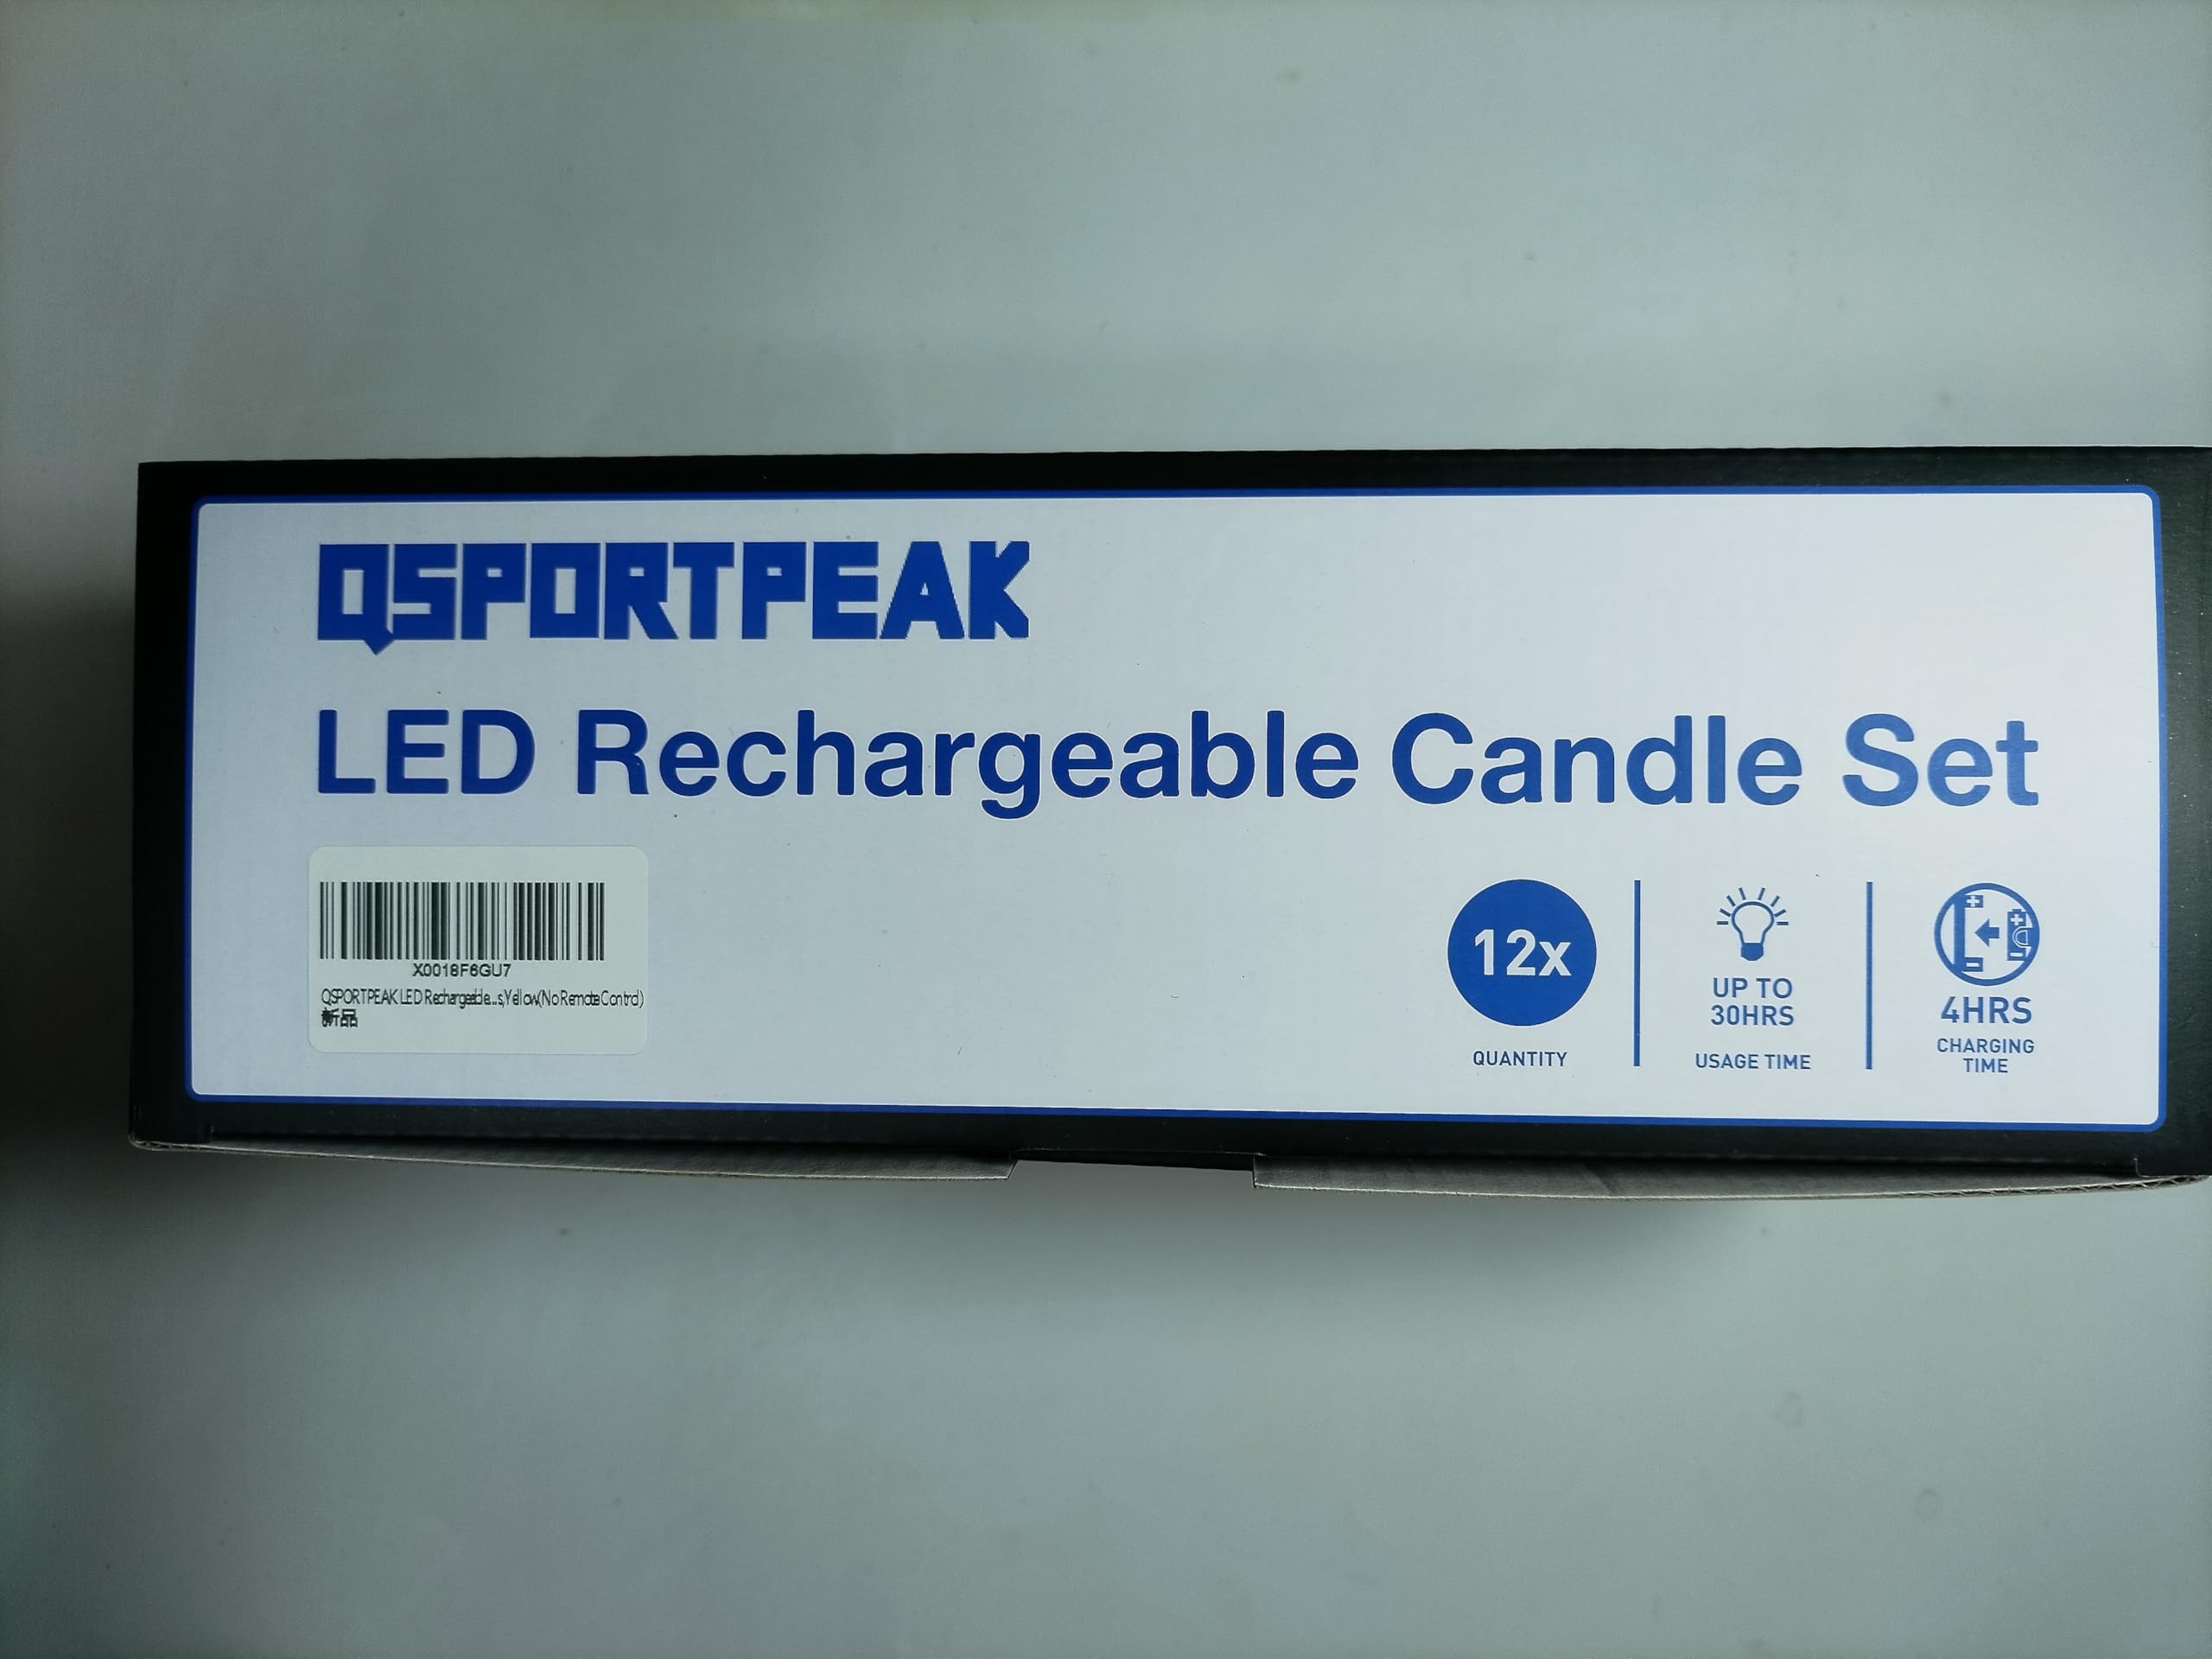 QSPORTPEAK
LED Rechargeable Candle Set
X0018F6GU7
QSPORTPEAK LED Rechargeable...s,Yellow(No Remote Control)
新品
12x
QUANTITY
UP TO
30HRS
USAGE TIME
4HRS
CHARGING
TIME